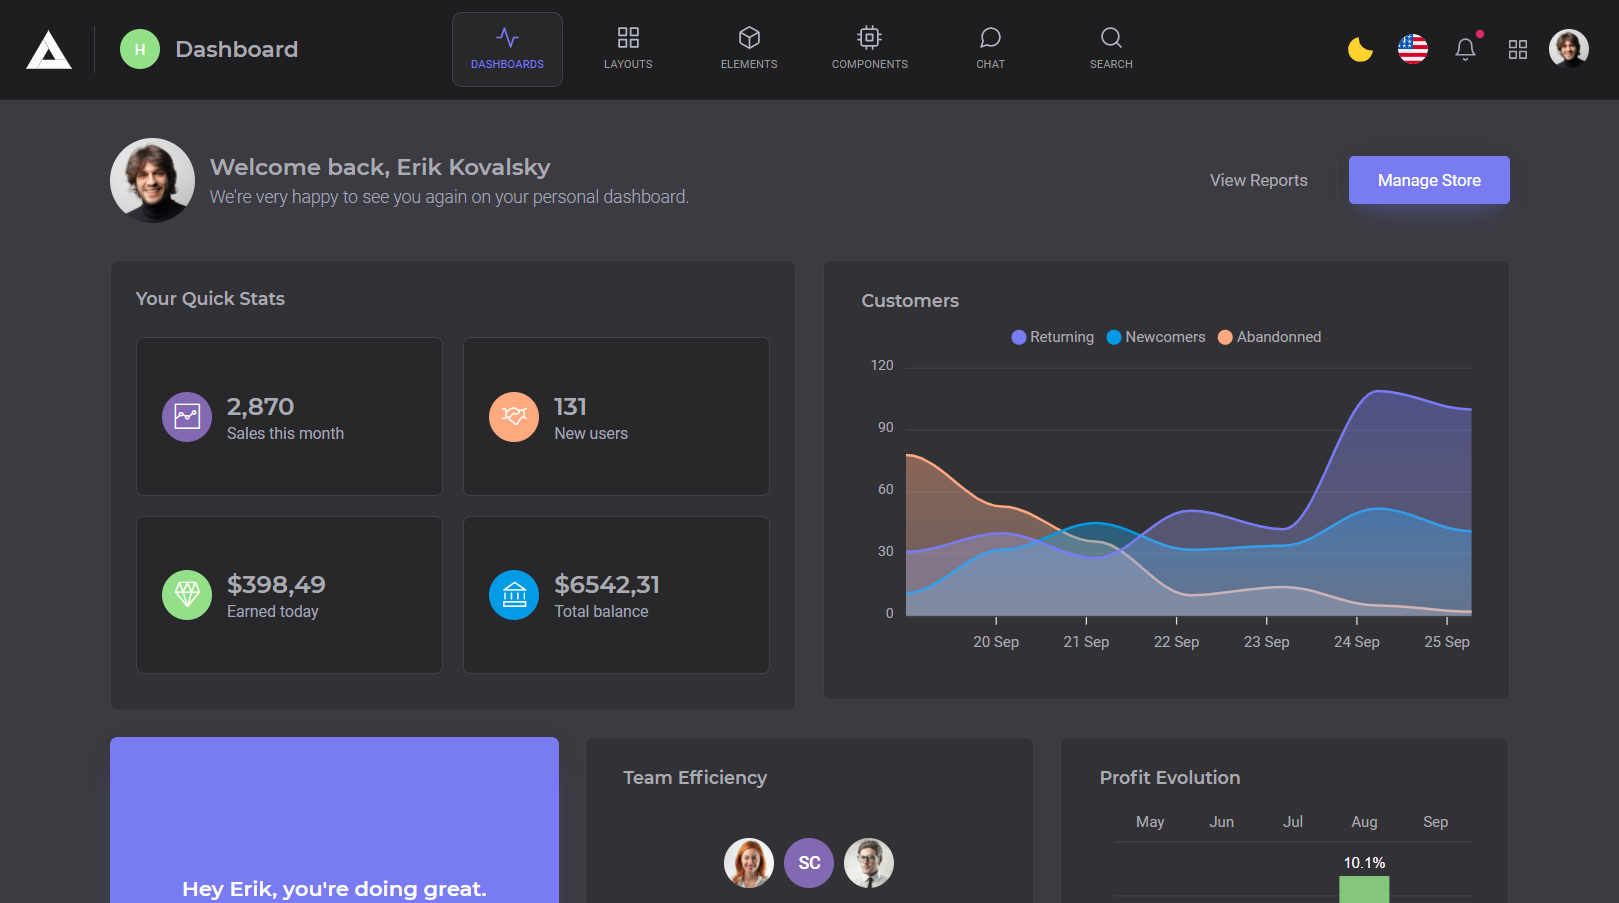 H
Dashboard
DASHBOARDS
LAYOUTS
ELEMENTS
COMPONENTS
CHAT
SEARCH
Welcome back, Erik Kovalsky
We're very happy to see you again on your personal dashboard.
View Reports
Manage Store
Your Quick Stats
2,870
Sales this month
131
New users
$398,49
Earned today
$6542,31
Total balance
Customers
Returning
Newcomers
Abandonned
120
90
60
30
0
20 Sep
21 Sep
22 Sep
23 Sep
24 Sep
25 Sep
Hey Erik, you're doing great.
Team Efficiency
SC
Profit Evolution
May
Jun
Jul
Aug
Sep
10.1%